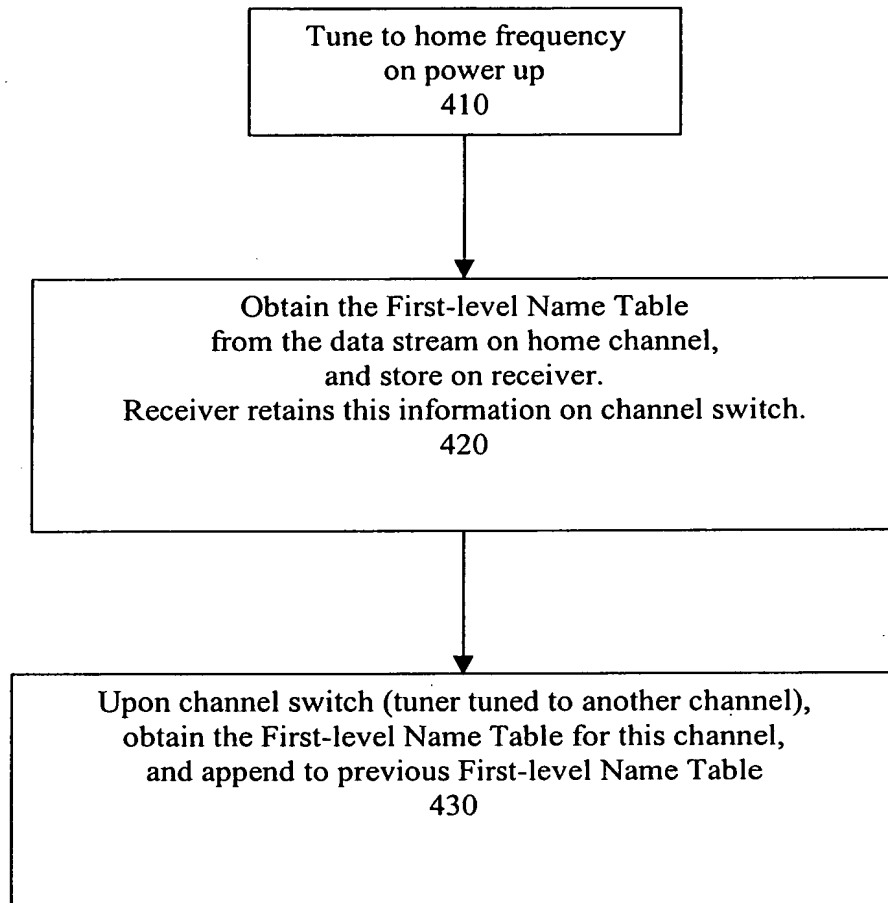 Tune to home frequency
on power up
410
Obtain the First-level Name Table
from the data stream on home channel,
and store on receiver.
Receiver retains this information on channel switch.
420
Upon channel switch (tuner tuned to another channel),
obtain the First-level Name Table for this channel,
and append to previous First-level Name Table
430